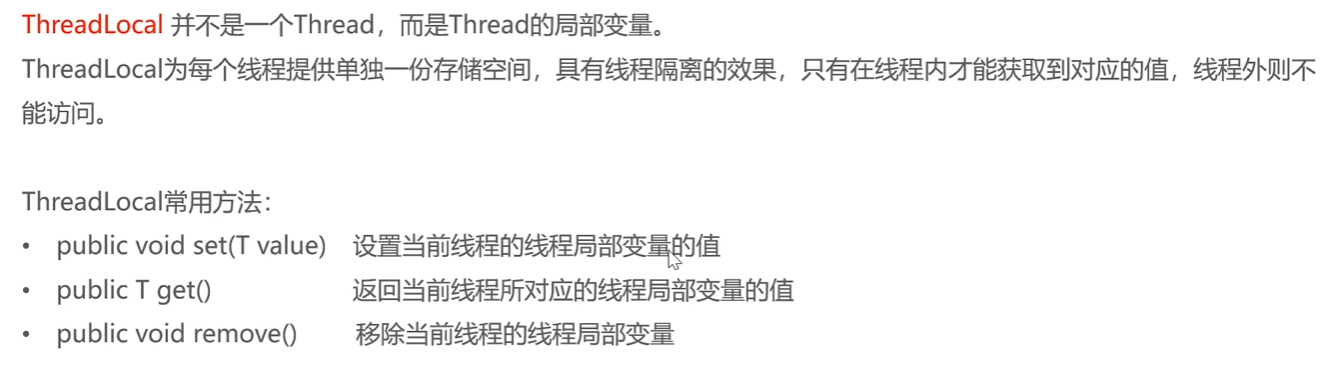 ThreadLocal 并不是一个Thread，而是Thread的局部变量。
ThreadLocal为每个线程提供单独一份存储空间，具有线程隔离的效果，只有在线程内才能获取到对应的值，线程外则不
能访问。
ThreadLocal常用方法：
• public void set(T value) 设置当前线程的线程局部变量的值
• public T get() 返回当前线程所对应的线程局部变量的值
• public void remove() 移除当前线程的线程局部变量